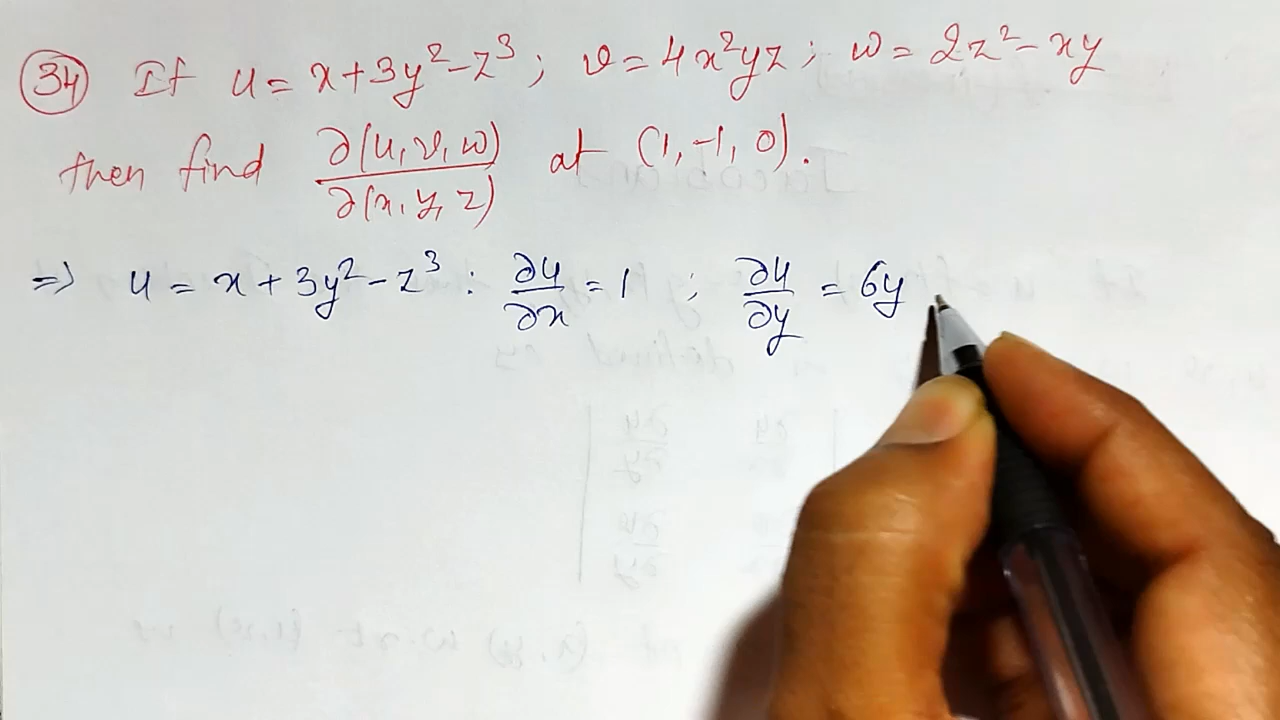 (34) If u = x + 3y² - z³ ; v = 4x²yz ; w = 2z² - xy
then find ∂(u, v, w)/∂(x, y, z) at (1, -1, 0).
⇒ u = x + 3y² - z³ : ∂u/∂x = 1 ; ∂u/∂y = 6y